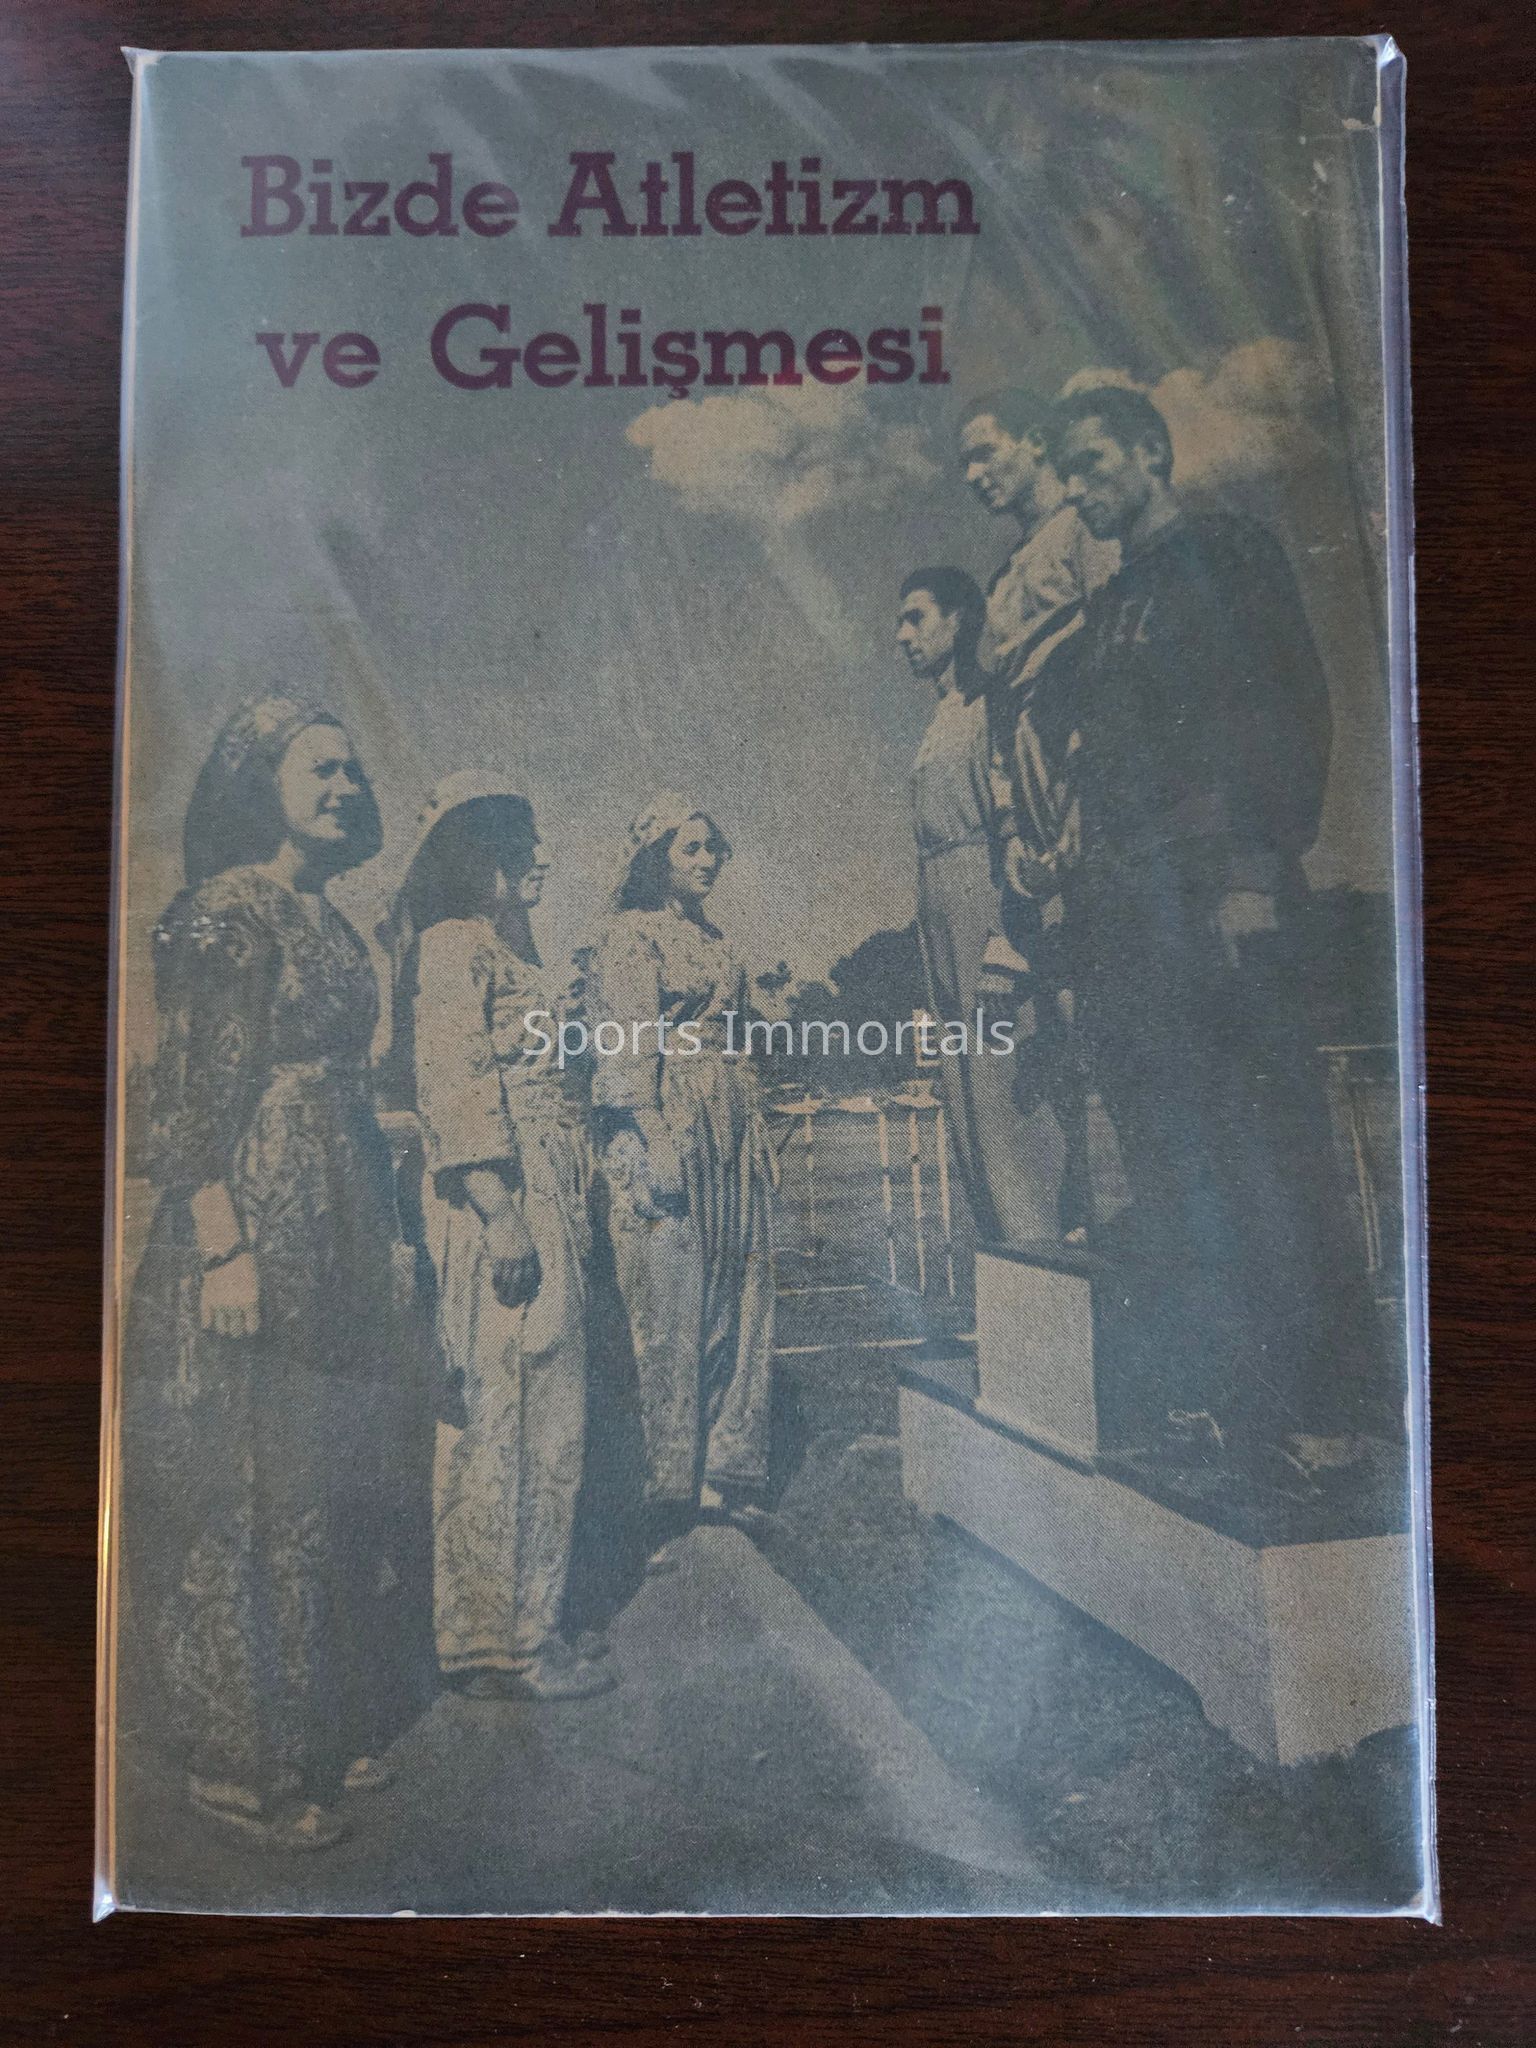 Bizde Atletizm
ve Gelişmesi
Sports Immortals